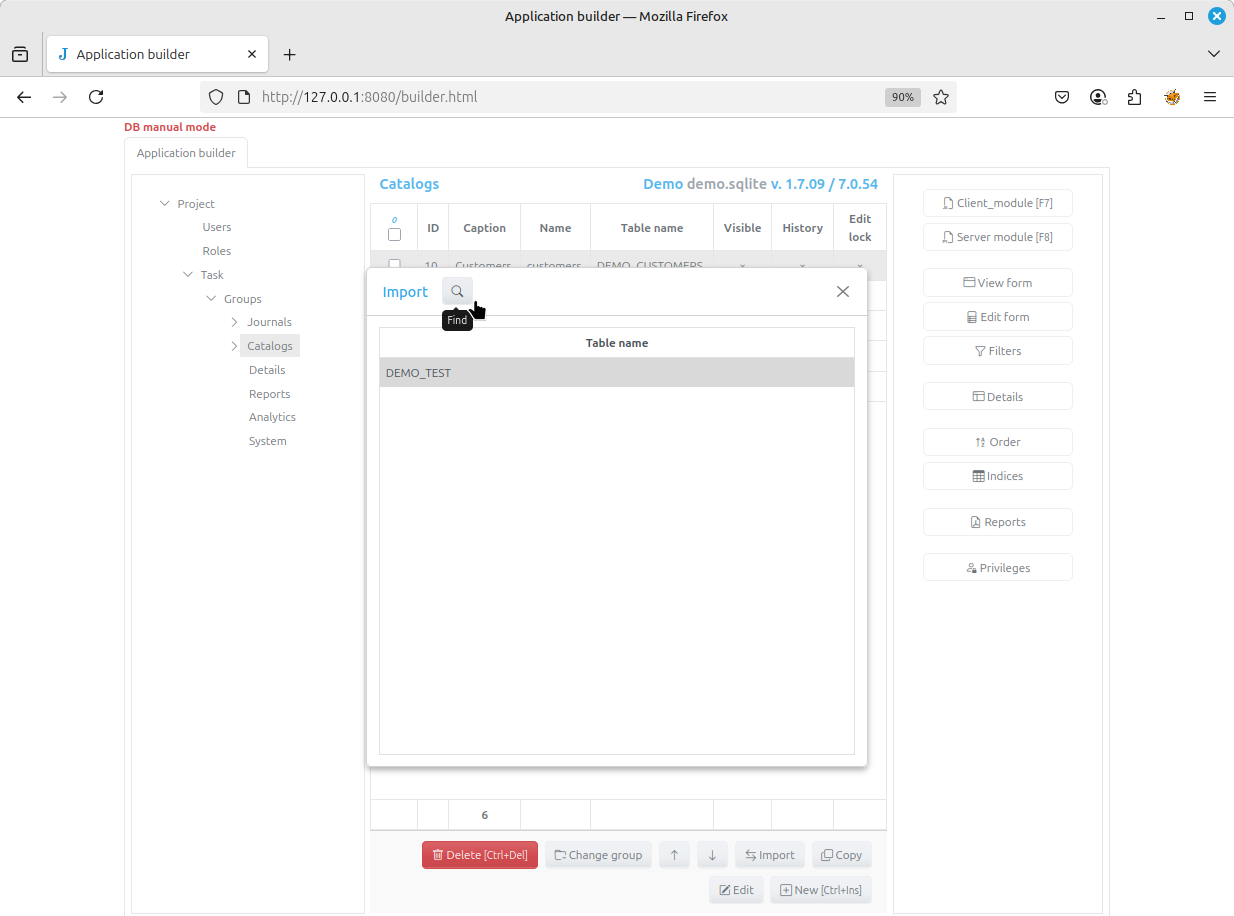 Application builder — Mozilla Firefox
Application builder
http://127.0.0.1:8080/builder.html
90%
DB manual mode
Application builder
Project
Users
Roles
Task
Groups
Journals
Catalogs
Details
Reports
Analytics
System
Catalogs
Demo demo.sqlite v. 1.7.09 / 7.0.54
0
ID
Caption
Name
Table name
Visible
History
Edit lock
10
Customers
customers
DEMO_CUSTOMERS
Import
Find
Table name
DEMO_TEST
6
Delete [Ctrl+Del]
Change group
Import
Copy
Edit
New [Ctrl+Ins]
Client_module [F7]
Server module [F8]
View form
Edit form
Filters
Details
Order
Indices
Reports
Privileges